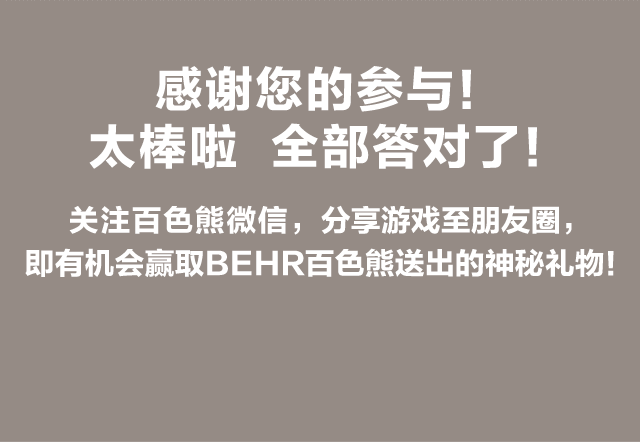 感谢您的参与!
太棒啦 全部答对了!
关注百色熊微信，分享游戏至朋友圈，
即有机会赢取BEHR百色熊送出的神秘礼物!